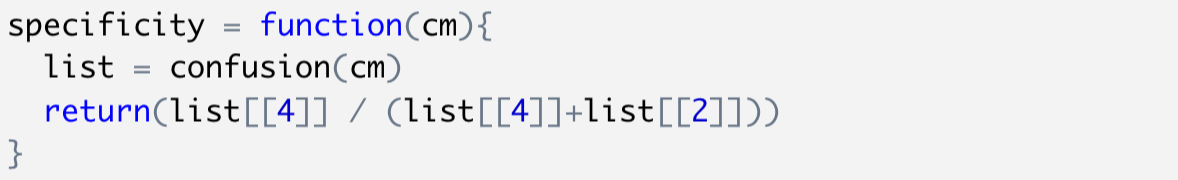 specificity = function(cm){
  list = confusion(cm)
  return(list[[4]] / (list[[4]]+list[[2]]))
}